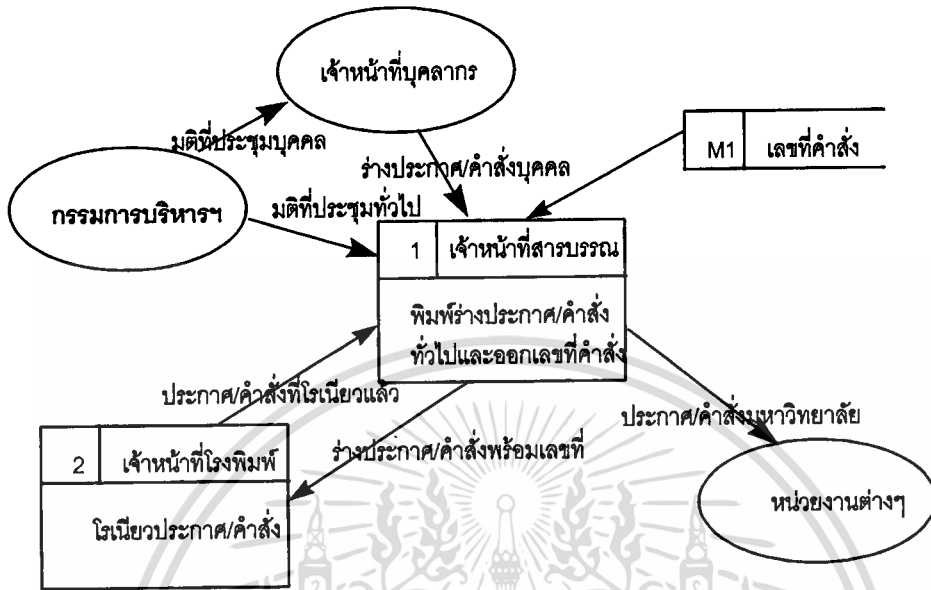 เจ้าหน้าที่บุคลากร
มติที่ประชุมบุคคล
M1 เลขที่คำสั่ง
ร่างประกาศ/คำสั่งบุคคล
กรรมการบริหารฯ
มติที่ประชุมทั่วไป
1 เจ้าหน้าที่สารบรรณ
พิมพ์ร่างประกาศ/คำสั่ง
ทั่วไปและออกเลขที่คำสั่ง
ประกาศ/คำสั่งที่โรเนียวแล้ว
ประกาศ/คำสั่งมหาวิทยาลัย
2 เจ้าหน้าที่โรงพิมพ์
ร่างประกาศ/คำสั่งพร้อมเลขที่
โรเนียวประกาศ/คำสั่ง
หน่วยงานต่างๆ